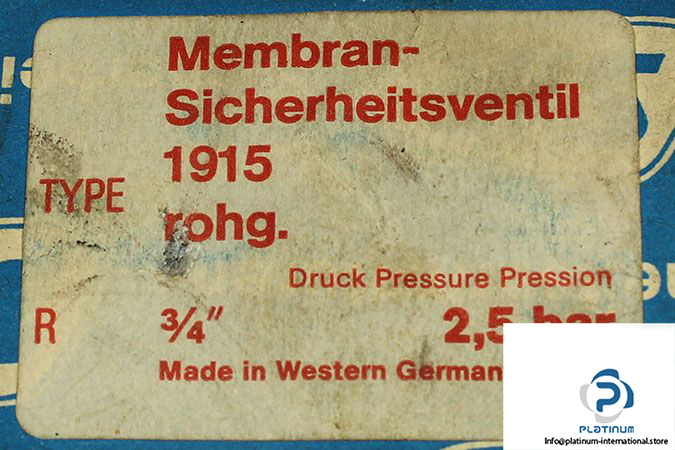 Membran-
Sicherheitsventil
TYPE 1915
rohg.
Druck Pressure Pression
R 3/4" 2,5 bar
Made in Western German
PLATINUM
Info@platinum-international.store